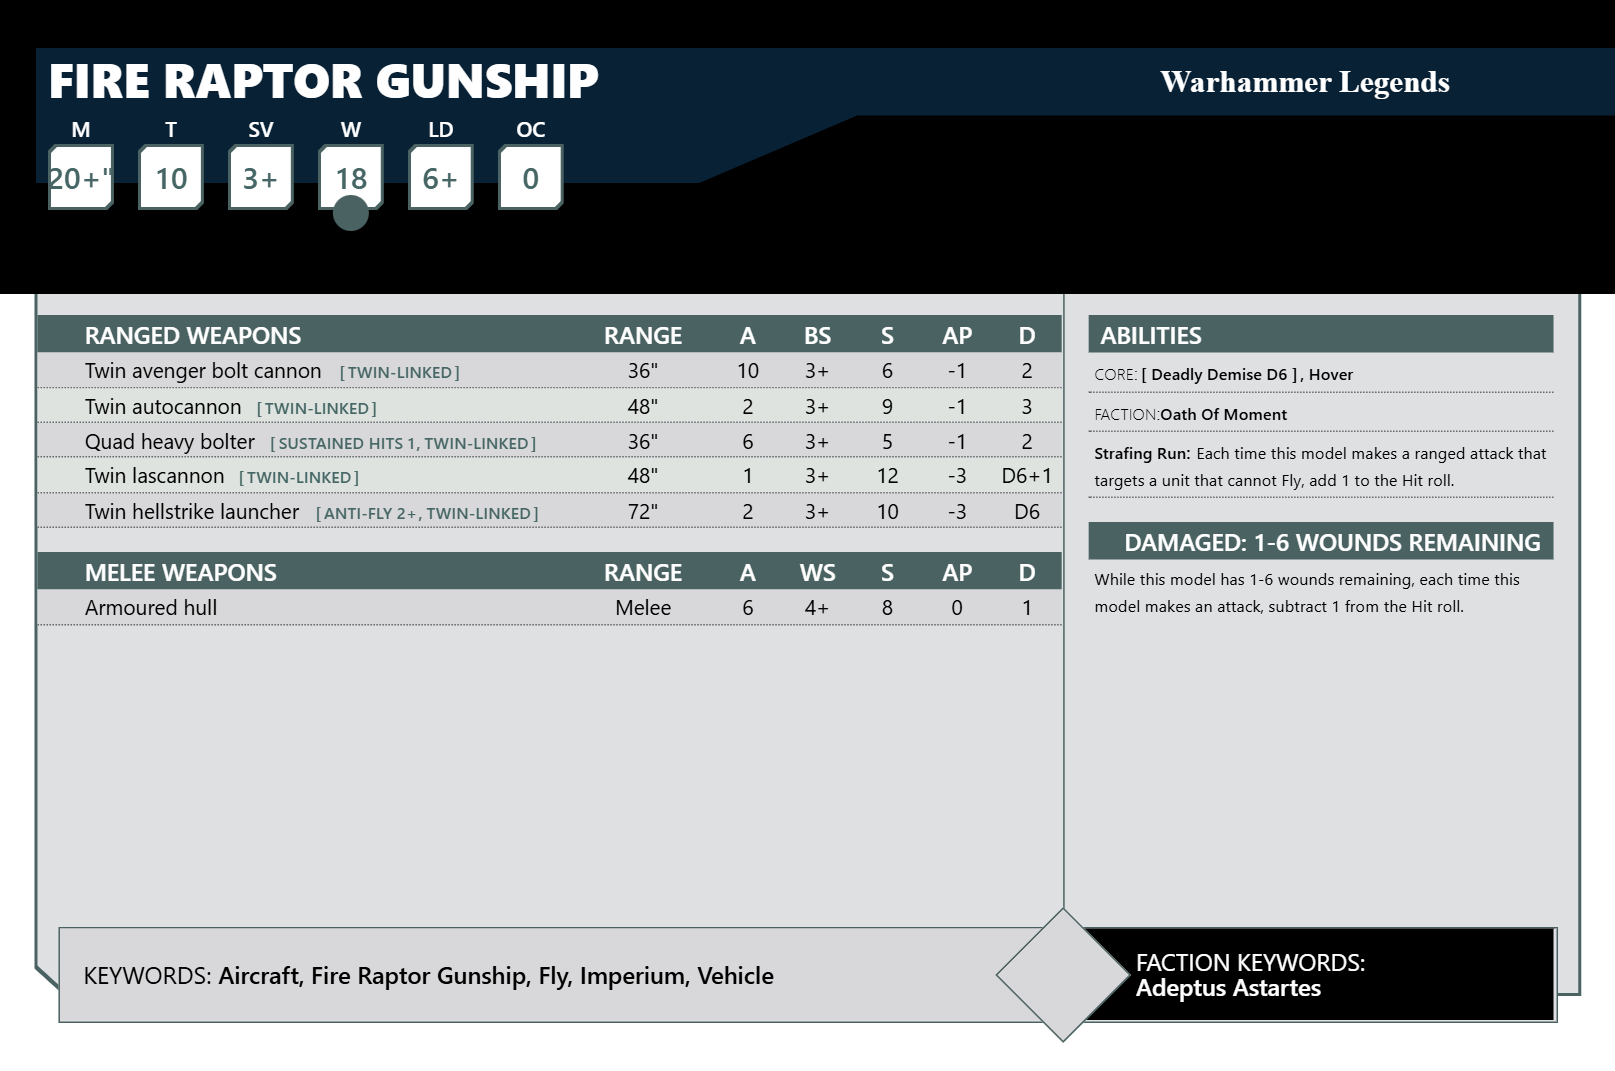 FIRE RAPTOR GUNSHIP
Warhammer Legends
M T SV W LD OC
20+" 10 3+ 18 6+ 0
RANGED WEAPONS RANGE A BS S AP D
Twin avenger bolt cannon [TWIN-LINKED] 36" 10 3+ 6 -1 2
Twin autocannon [TWIN-LINKED] 48" 2 3+ 9 -1 3
Quad heavy bolter [SUSTAINED HITS 1, TWIN-LINKED] 36" 6 3+ 5 -1 2
Twin lascannon [TWIN-LINKED] 48" 1 3+ 12 -3 D6+1
Twin hellstrike launcher [ANTI-FLY 2+, TWIN-LINKED] 72" 2 3+ 10 -3 D6
MELEE WEAPONS RANGE A WS S AP D
Armoured hull Melee 6 4+ 8 0 1
ABILITIES
CORE: [ Deadly Demise D6 ] , Hover
FACTION:Oath Of Moment
Strafing Run: Each time this model makes a ranged attack that
targets a unit that cannot Fly, add 1 to the Hit roll.
DAMAGED: 1-6 WOUNDS REMAINING
While this model has 1-6 wounds remaining, each time this
model makes an attack, subtract 1 from the Hit roll.
KEYWORDS: Aircraft, Fire Raptor Gunship, Fly, Imperium, Vehicle
FACTION KEYWORDS:
Adeptus Astartes